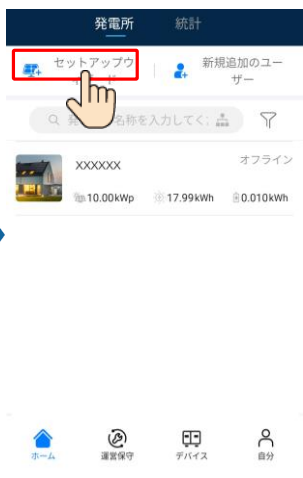 発電所 統計
セットアップウ
ード
新規追加のユー
ザー
名称を入力してく
XXXXXX オフライン
10.00kWp 17.99kWh 0.010kWh
ホーム 運営保守 デバイス 自分